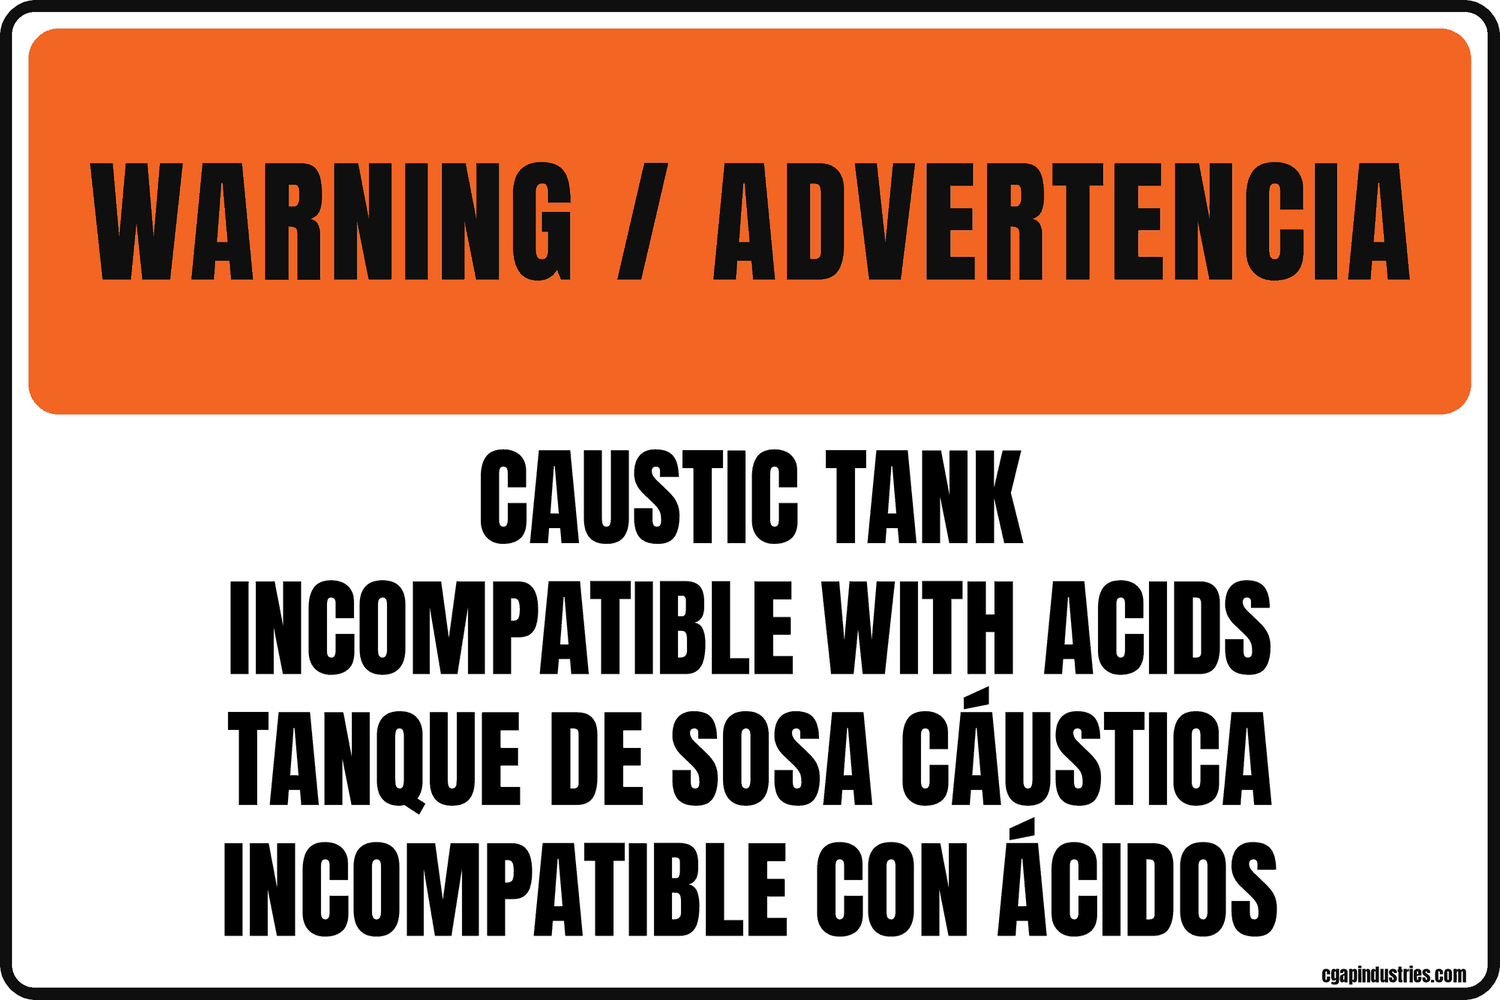 WARNING / ADVERTENCIA
CAUSTIC TANK
INCOMPATIBLE WITH ACIDS
TANQUE DE SOSA CÁUSTICA
INCOMPATIBLE CON ÁCIDOS
cgapindustries.com